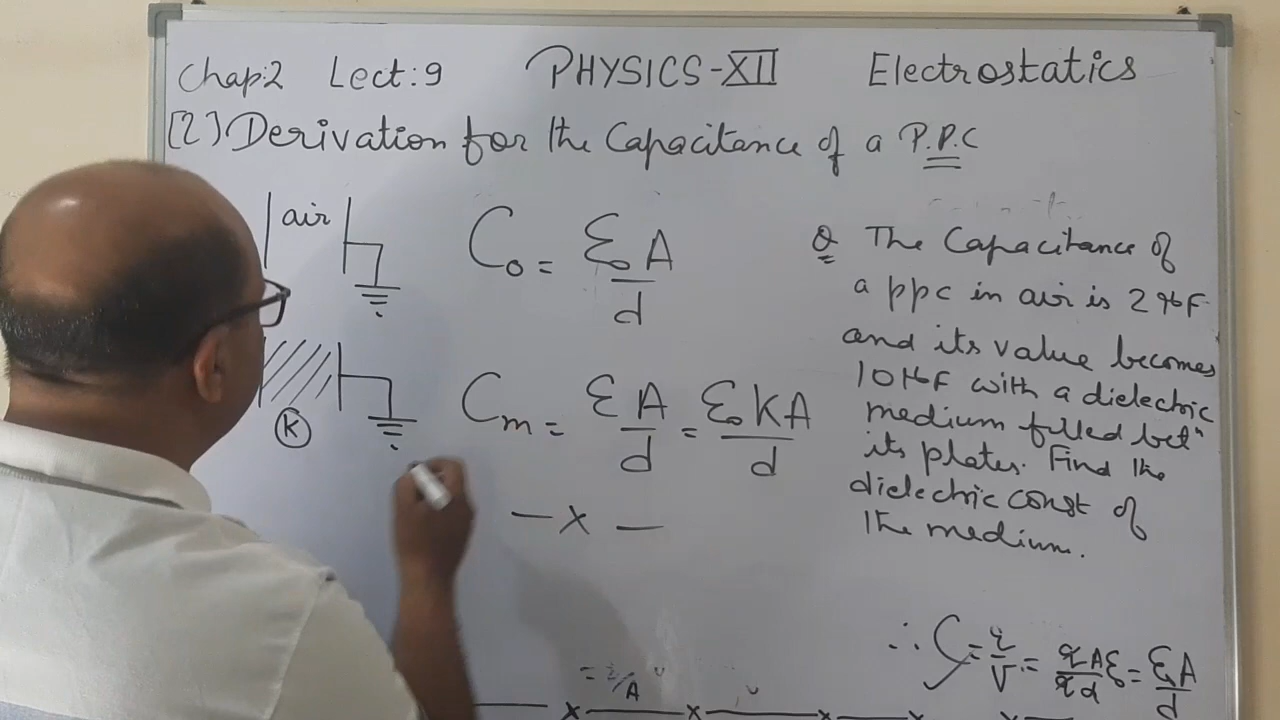 Chap:2 Lect:9 PHYSICS-XII Electrostatics
[2] Derivation for the Capacitance of a P.P.C
air
C₀ = ε₀A/d
K
Cm = εA/d = ε₀KA/d
— x —
Q The Capacitance of
a ppc in air is 2 μF
and its value becomes
10 μF with a dielectric
medium filled betⁿ
its plates. Find the
dielectric const of
the medium.
∴ C = q/V = qAε/qd = εA/d